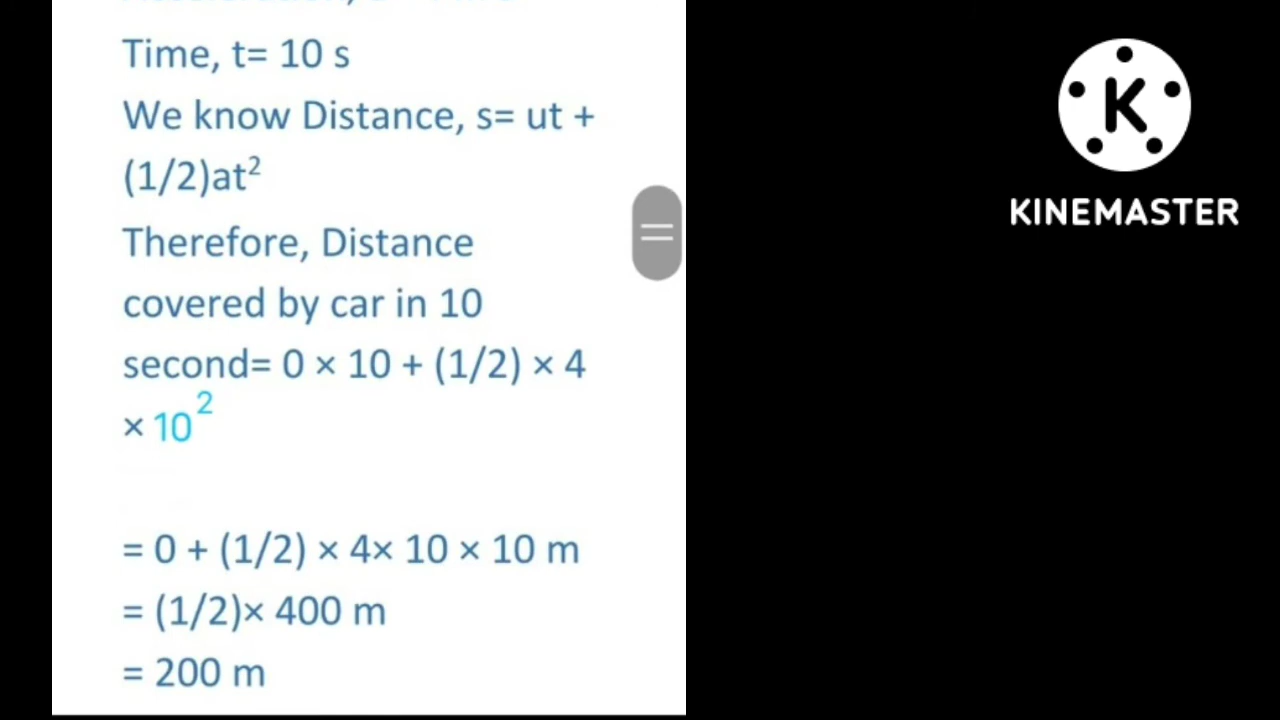 Time, t= 10 s
We know Distance, s= ut +
(1/2)at²
Therefore, Distance
covered by car in 10
second= 0 × 10 + (1/2) × 4
× 10²
= 0 + (1/2) × 4× 10 × 10 m
= (1/2)× 400 m
= 200 m
K
KINEMASTER